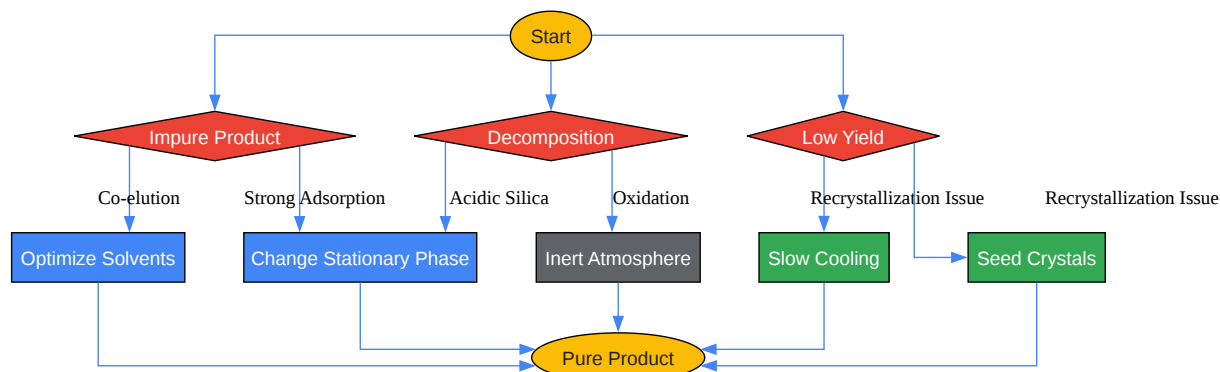 Start
Impure Product
Decomposition
Low Yield
Co-elution
Strong Adsorption
Acidic Silica
Oxidation
Recrystallization Issue
Recrystallization Issue
Optimize Solvents
Change Stationary Phase
Inert Atmosphere
Slow Cooling
Seed Crystals
Pure Product